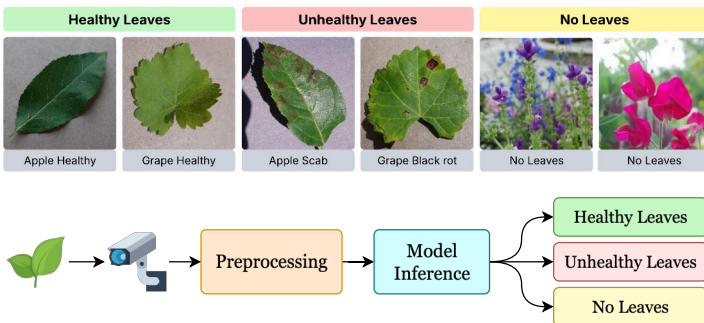 Healthy Leaves
Unhealthy Leaves
No Leaves
Apple Healthy
Grape Healthy
Apple Scab
Grape Black rot
No Leaves
No Leaves
Preprocessing
Model
Inference
Healthy Leaves
Unhealthy Leaves
No Leaves